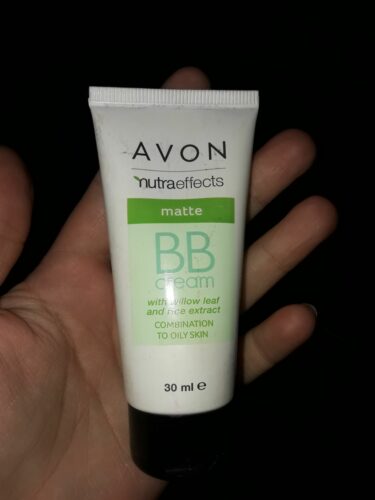 AVON
nutraeffects
matte
BB
cream
with willow leaf
and rice extract
COMBINATION
TO OILY SKIN
30 ml e